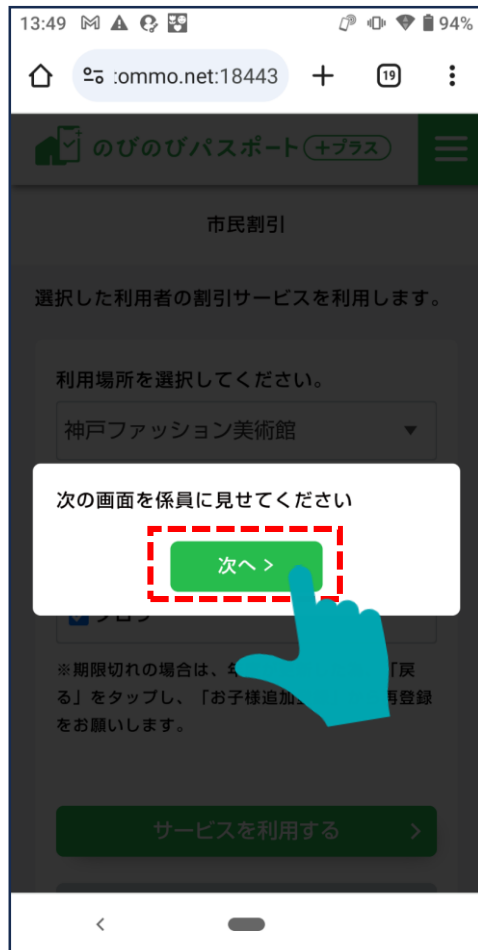 13:49 94%
:ommo.net:18443 19
のびのびパスポート +プラス
市民割引
選択した利用者の割引サービスを利用します。
利用場所を選択してください。
神戸ファッション美術館
次の画面を係員に見せてください
次へ >
※期限切れの場合は、 「戻
る」をタップし、「お子様追加 再登録
をお願いします。
サービスを利用する >